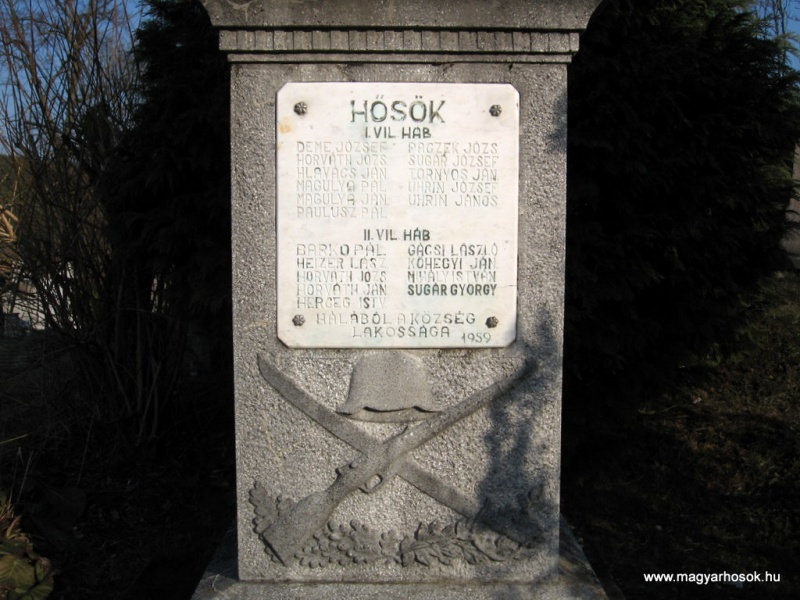 HŐSÖK
I. VIL HÁB
DEME JÓZSEF
HORVÁTH JÓZS
HLAVÁCS JÁN
MAGULYA PÁL
MAGULYA JÁN
PAULUSZ PÁL
PACZEK JÓZS
SUGÁR JÓZSEF
TORNYOS JÁN
UHRIN JÓZSEF
UHRIN JÁNOS
II. VIL HÁB
BARKÓ PÁL
HEIZER LÁSZ
HORVÁTH JÓZS
HORVÁTH JÁN
HERCEG ISTV
GÁCSI LÁSZLÓ
KŐHEGYI JÁN
MIHÁLY ISTVÁN
SUGÁR GYÖRGY
HÁLÁBÓL A KÖZSÉG
LAKOSSÁGA 1959
www.magyarhosok.hu